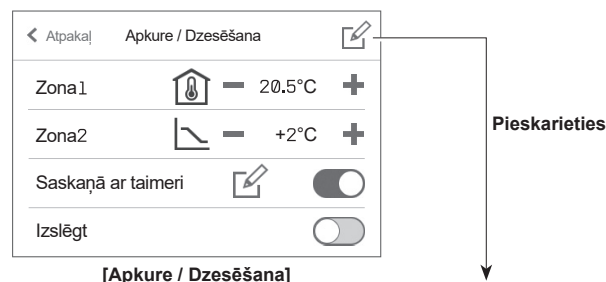 Atpakaļ Apkure / Dzesēšana
Zona1 20.5°C
Zona2 +2°C
Saskaņā ar taimeri
Izslēgt
Pieskarieties
[Apkure / Dzesēšana]